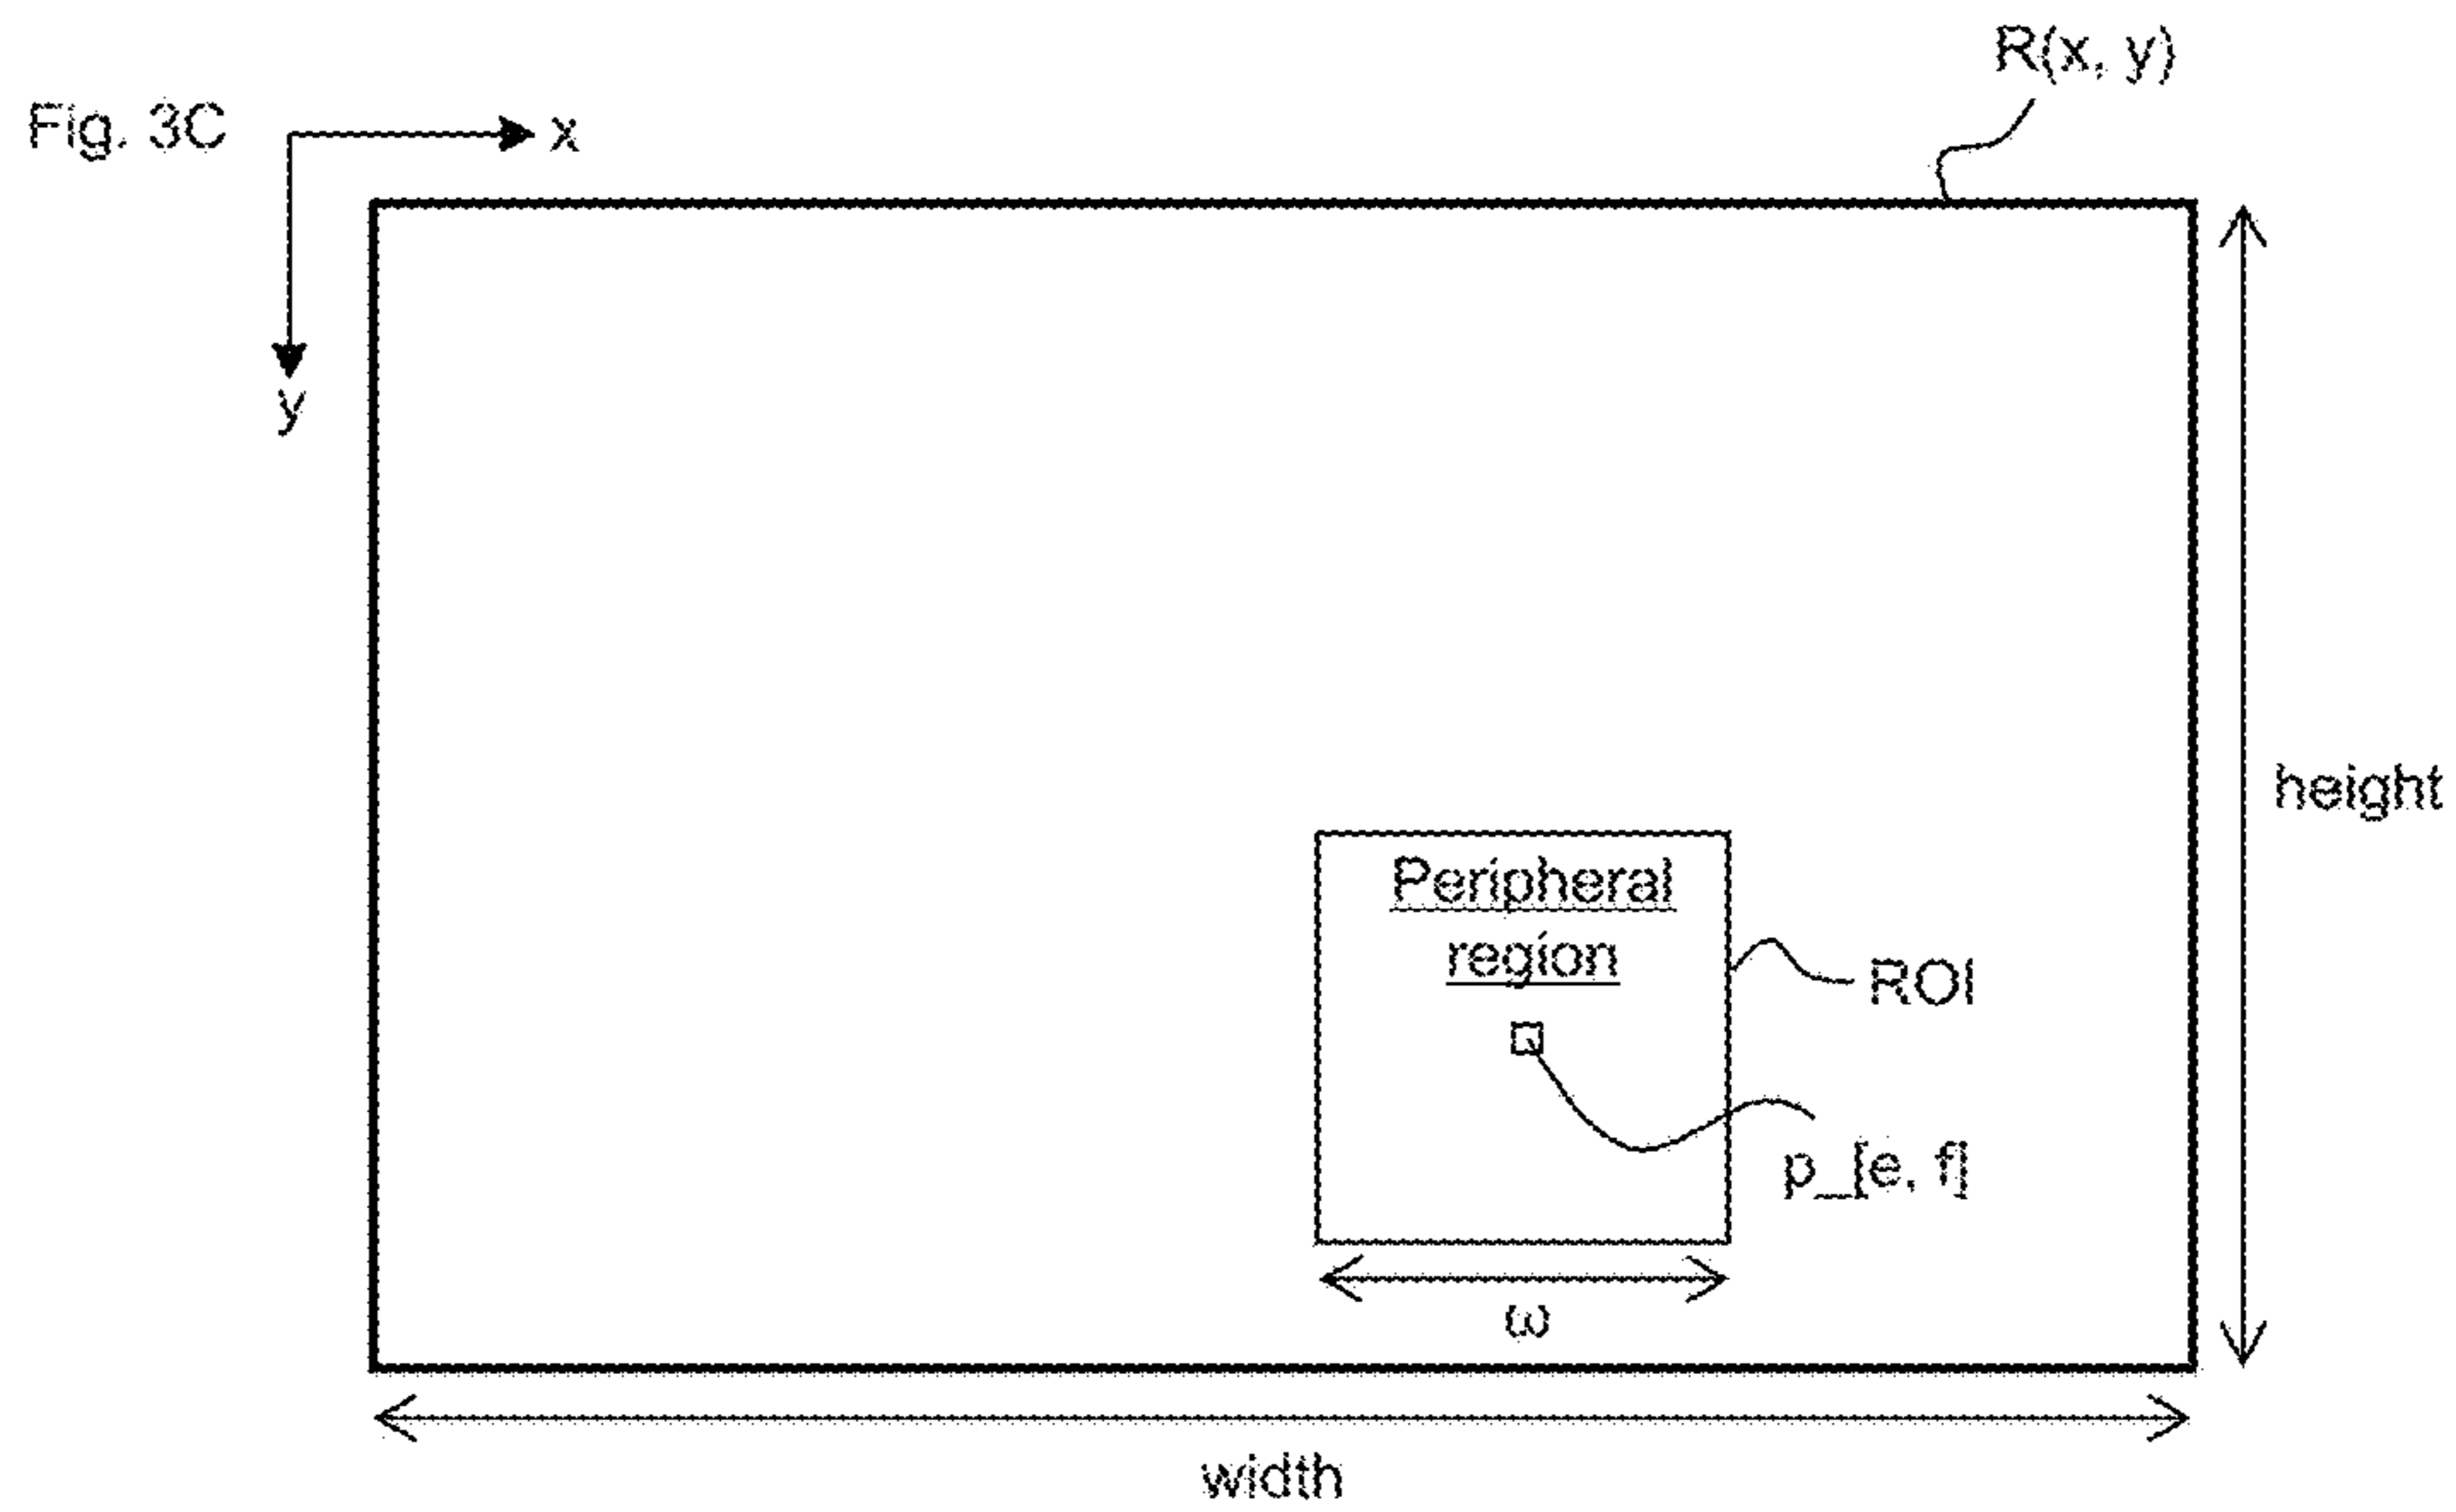 R(x, y)
Fig. 3C
x
y
height
Peripheral
region
ROI
p_[e, f]
ω
width